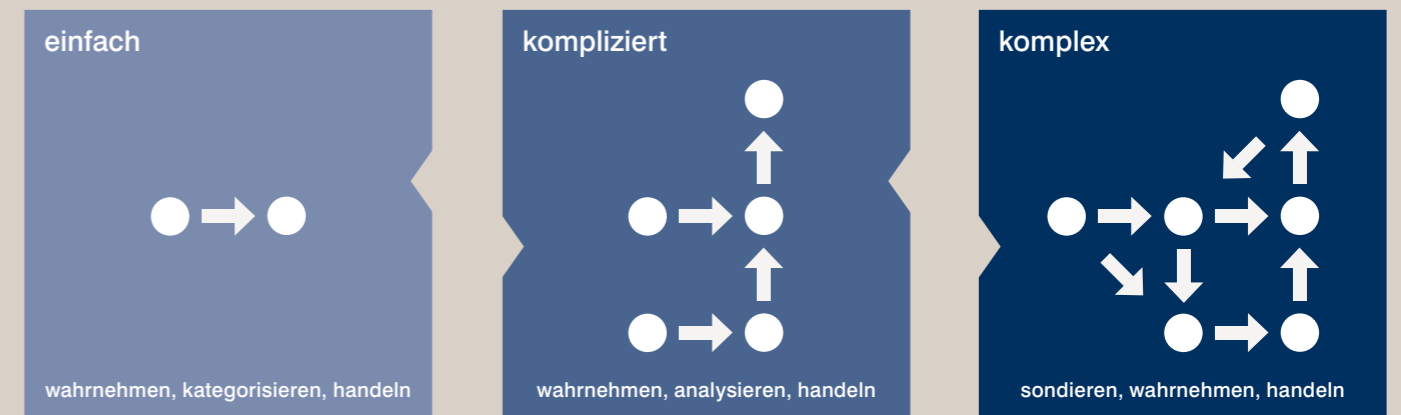 einfach
wahrnehmen, kategorisieren, handeln
kompliziert
wahrnehmen, analysieren, handeln
komplex
sondieren, wahrnehmen, handeln